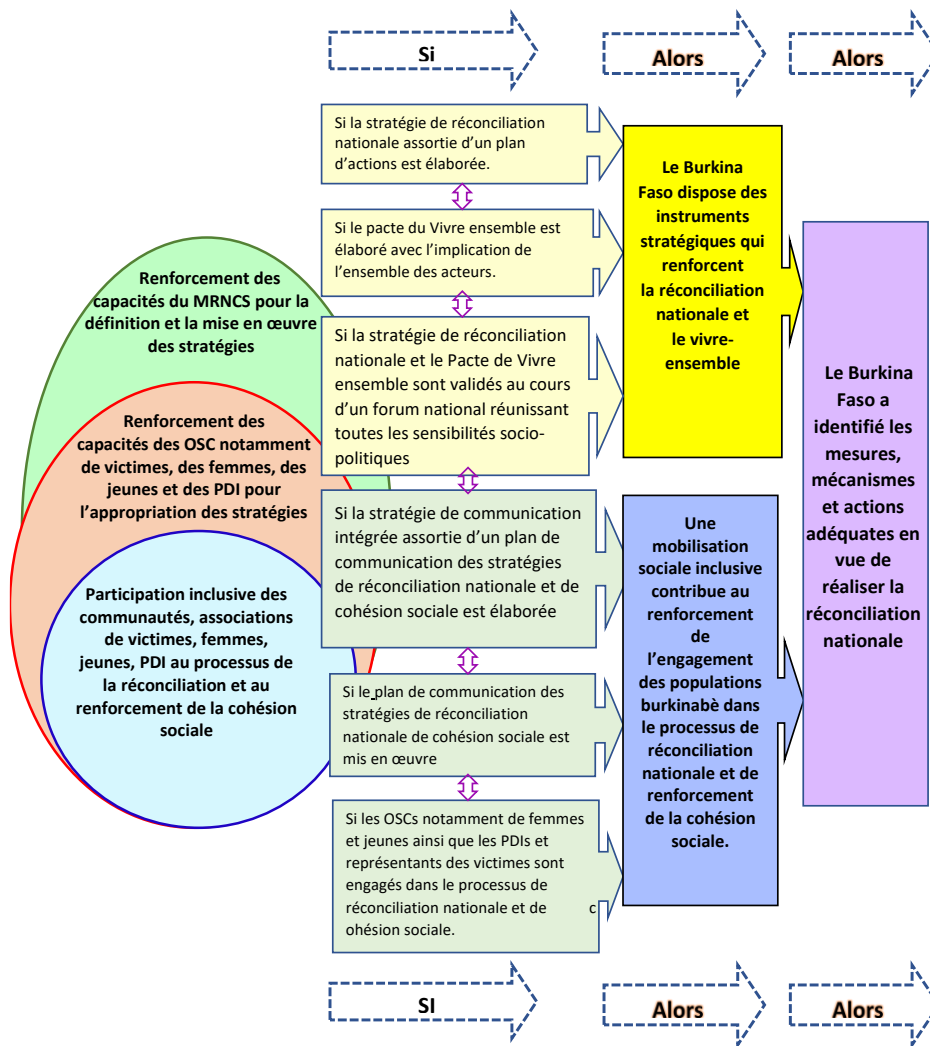 Si
Alors
Alors
Si la stratégie de réconciliation
nationale assortie d'un plan
d'actions est élaborée.
Si le pacte du Vivre ensemble est
élaboré avec l'implication de
l'ensemble des acteurs.
Si la stratégie de réconciliation
nationale et le Pacte de Vivre
ensemble sont validés au cours
d'un forum national réunissant
toutes les sensibilités socio-
politiques
Si la stratégie de communication
intégrée assortie d'un plan de
communication des stratégies
de réconciliation nationale et de
cohésion sociale est élaborée
Si le plan de communication des
stratégies de réconciliation
nationale de cohésion sociale est
mis en œuvre
Si les OSCs notamment de femmes
et jeunes ainsi que les PDIs et
représentants des victimes sont
engagés dans le processus de
réconciliation nationale et de c
ohésion sociale.
Renforcement des
capacités du MRNCS pour la
définition et la mise en œuvre
des stratégies
Renforcement des
capacités des OSC notamment
de victimes, des femmes, des
jeunes et des PDI pour
l'appropriation des stratégies
Participation inclusive des
communautés, associations
de victimes, femmes,
jeunes, PDI au processus de
la réconciliation et au
renforcement de la cohésion
sociale
Le Burkina
Faso dispose des
instruments
stratégiques qui
renforcent
la réconciliation
nationale et
le vivre-
ensemble
Une
mobilisation
sociale inclusive
contribue au
renforcement
de
l'engagement
des populations
burkinabè dans
le processus de
réconciliation
nationale et de
renforcement
de la cohésion
sociale.
Le Burkina
Faso a
identifié les
mesures,
mécanismes
et actions
adéquates en
vue de
réaliser la
réconciliation
nationale
SI
Alors
Alors